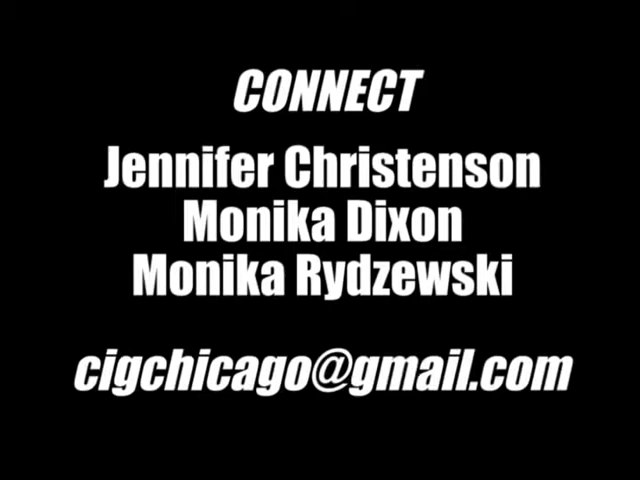 CONNECT
Jennifer Christenson
Monika Dixon
Monika Rydzewski
cigchicago@gmail.com